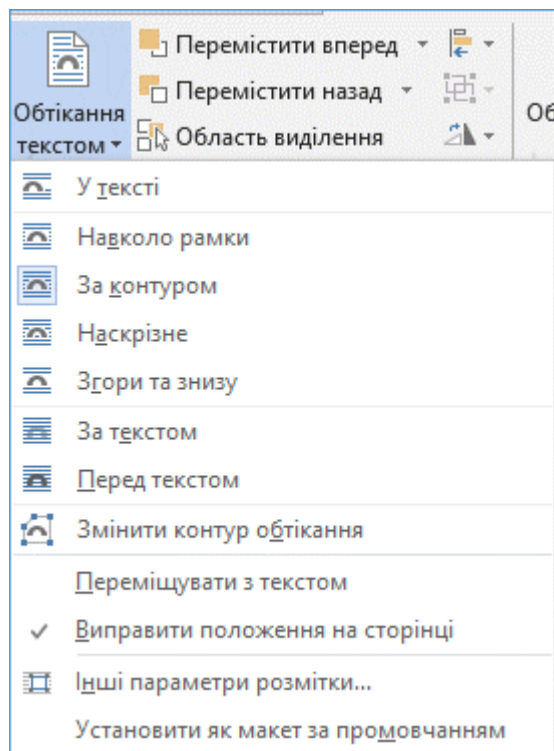 Перемістити вперед
Перемістити назад
Обтікання
текстом
Область виділення
Об
У тексті
Навколо рамки
За контуром
Наскрізне
Згори та знизу
За текстом
Перед текстом
Змінити контур обтікання
Переміщувати з текстом
Виправити положення на сторінці
Інші параметри розмітки...
Установити як макет за промовчанням